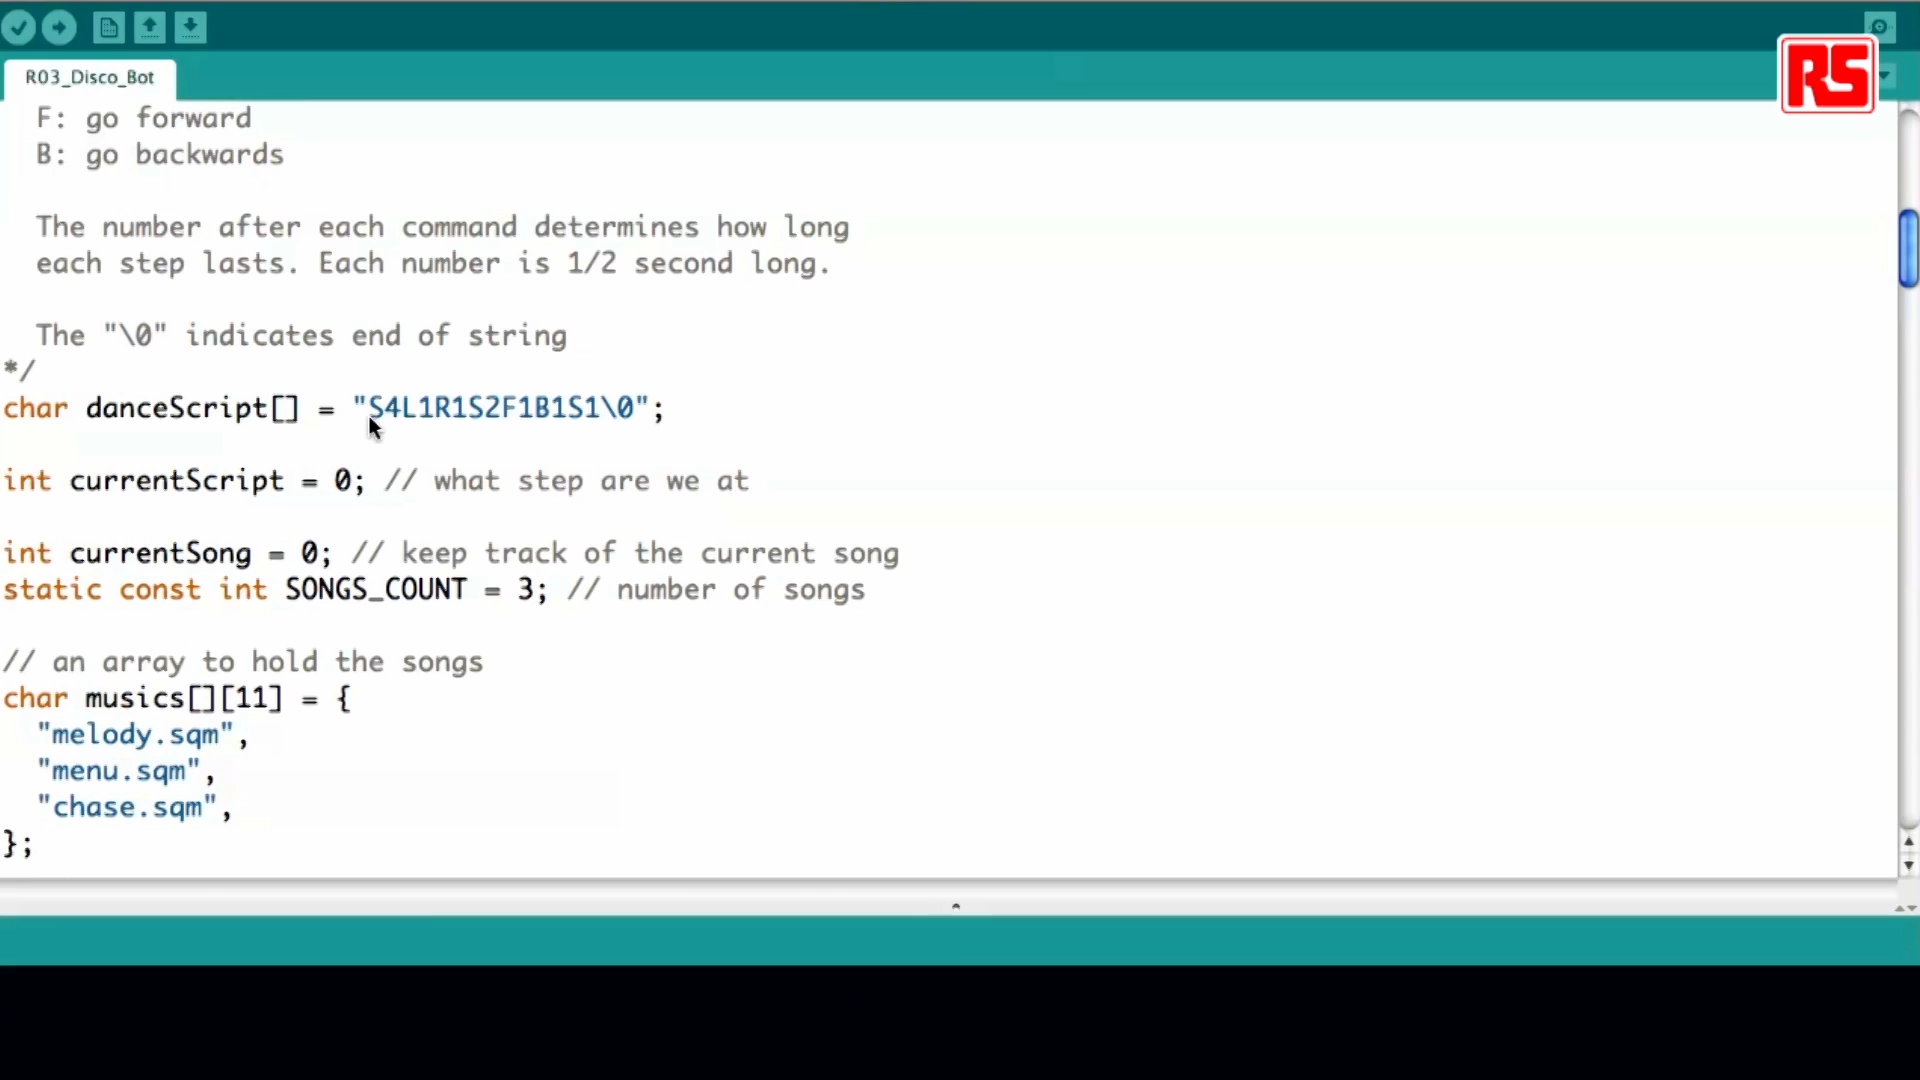 RS
R03_Disco_Bot
F: go forward
B: go backwards
The number after each command determines how long
each step lasts. Each number is 1/2 second long.
The "\0" indicates end of string
*/
char danceScript[] = "S4L1R1S2F1B1S1\0";
int currentScript = 0; // what step are we at
int currentSong = 0; // keep track of the current song
static const int SONGS_COUNT = 3; // number of songs
// an array to hold the songs
char musics[][11] = {
"melody.sqm",
"menu.sqm",
"chase.sqm",
};